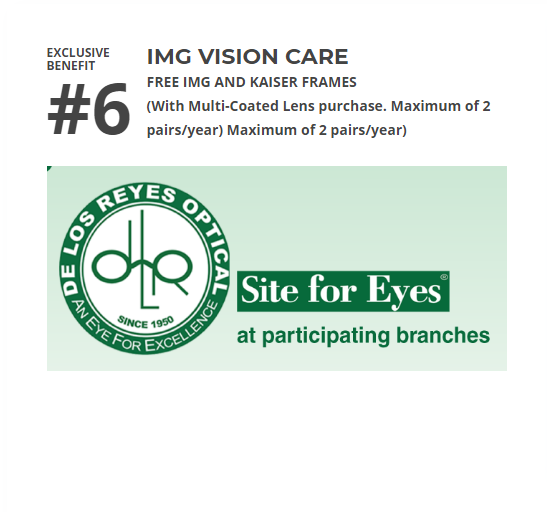 EXCLUSIVE
BENEFIT
#6
IMG VISION CARE
FREE IMG AND KAISER FRAMES
(With Multi-Coated Lens purchase. Maximum of 2
pairs/year) Maximum of 2 pairs/year)
DE LOS REYES OPTICAL
dLR
SINCE 1950
AN EYE FOR EXCELLENCE
Site for Eyes®
at participating branches